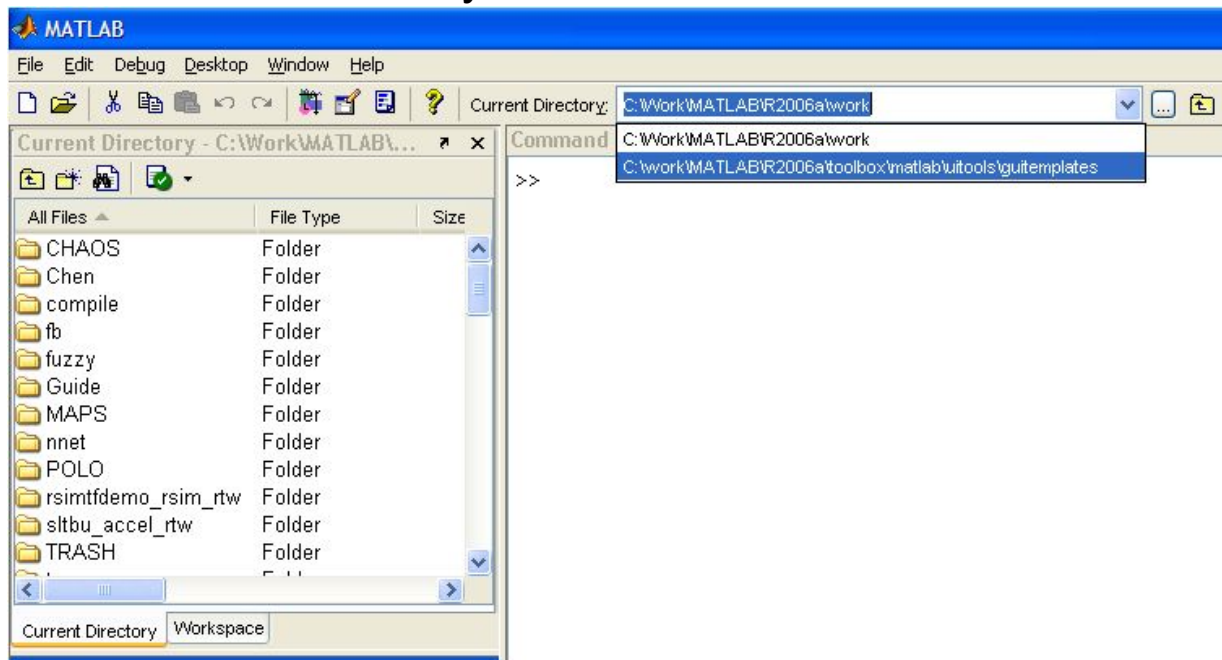 MATLAB
File Edit Debug Desktop Window Help
Current Directory: C:\Work\MATLAB\R2006a\work
Current Directory - C:\Work\MATLAB\...
Command
C:\Work\MATLAB\R2006a\work
C:\work\MATLAB\R2006a\toolbox\matlab\uitools\guitemplates
>>
All Files File Type Size
CHAOS Folder
Chen Folder
compile Folder
fb Folder
fuzzy Folder
Guide Folder
MAPS Folder
nnet Folder
POLO Folder
rsimtfdemo_rsim_rtw Folder
sltbu_accel_rtw Folder
TRASH Folder
Current Directory Workspace